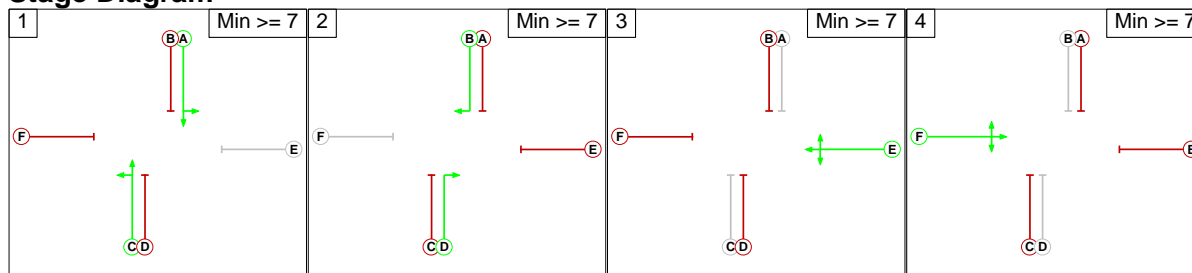 Stage Diagram
1 Min >= 7 2 Min >= 7 3 Min >= 7 4 Min >= 7
B A B A B A B A
F F F F
E E E E
C D C D C D C D